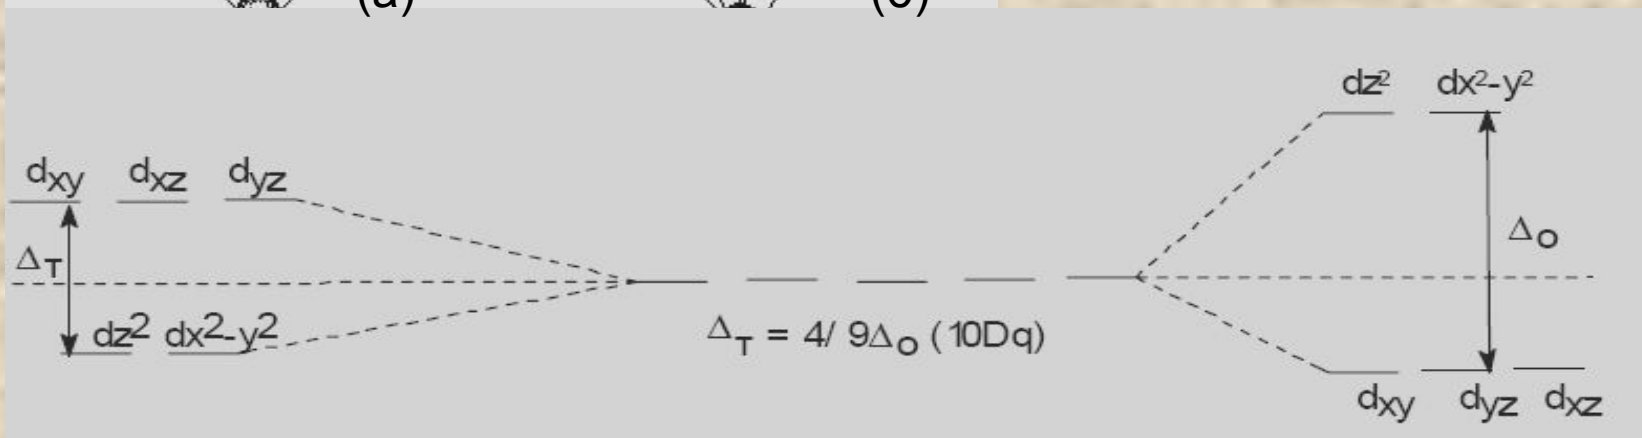 (a) (b)
dz² dx²-y²
dxy dxz dyz
ΔT ΔO
dz² dx²-y²
ΔT = 4/ 9ΔO (10Dq)
dxy dyz dxz